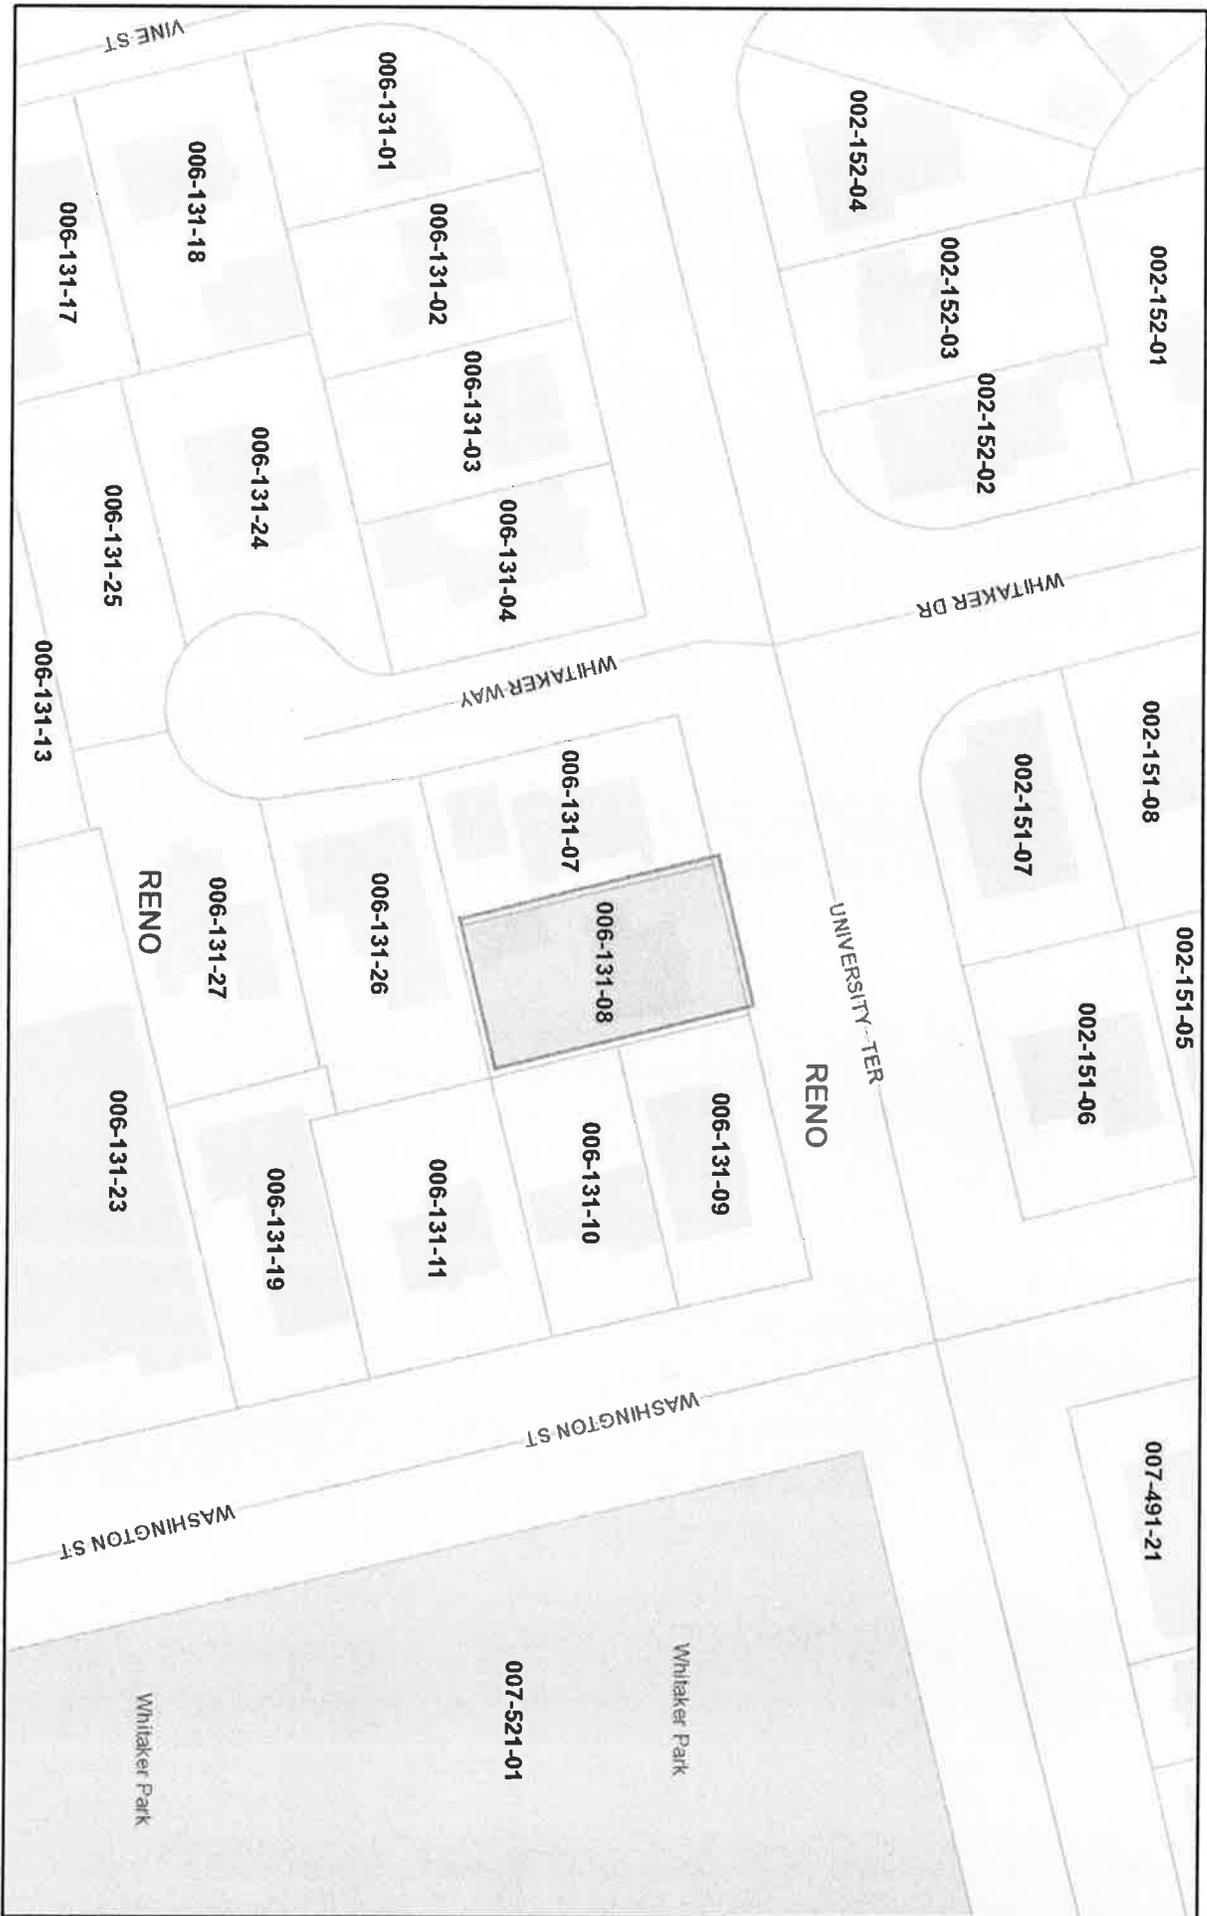 VINE ST
006-131-01
002-152-04
006-131-18
006-131-17
006-131-02
002-152-03
002-152-01
006-131-03
002-152-02
006-131-24
006-131-25
006-131-04
WHITAKER DR
006-131-13
WHITAKER WAY
006-131-07
002-151-07
002-151-08
RENO
006-131-27
006-131-26
006-131-08
UNIVERSITY TER
002-151-05
002-151-06
RENO
006-131-23
006-131-19
006-131-11
006-131-10
006-131-09
WASHINGTON ST
WASHINGTON ST
007-491-21
Whitaker Park
007-521-01
Whitaker Park